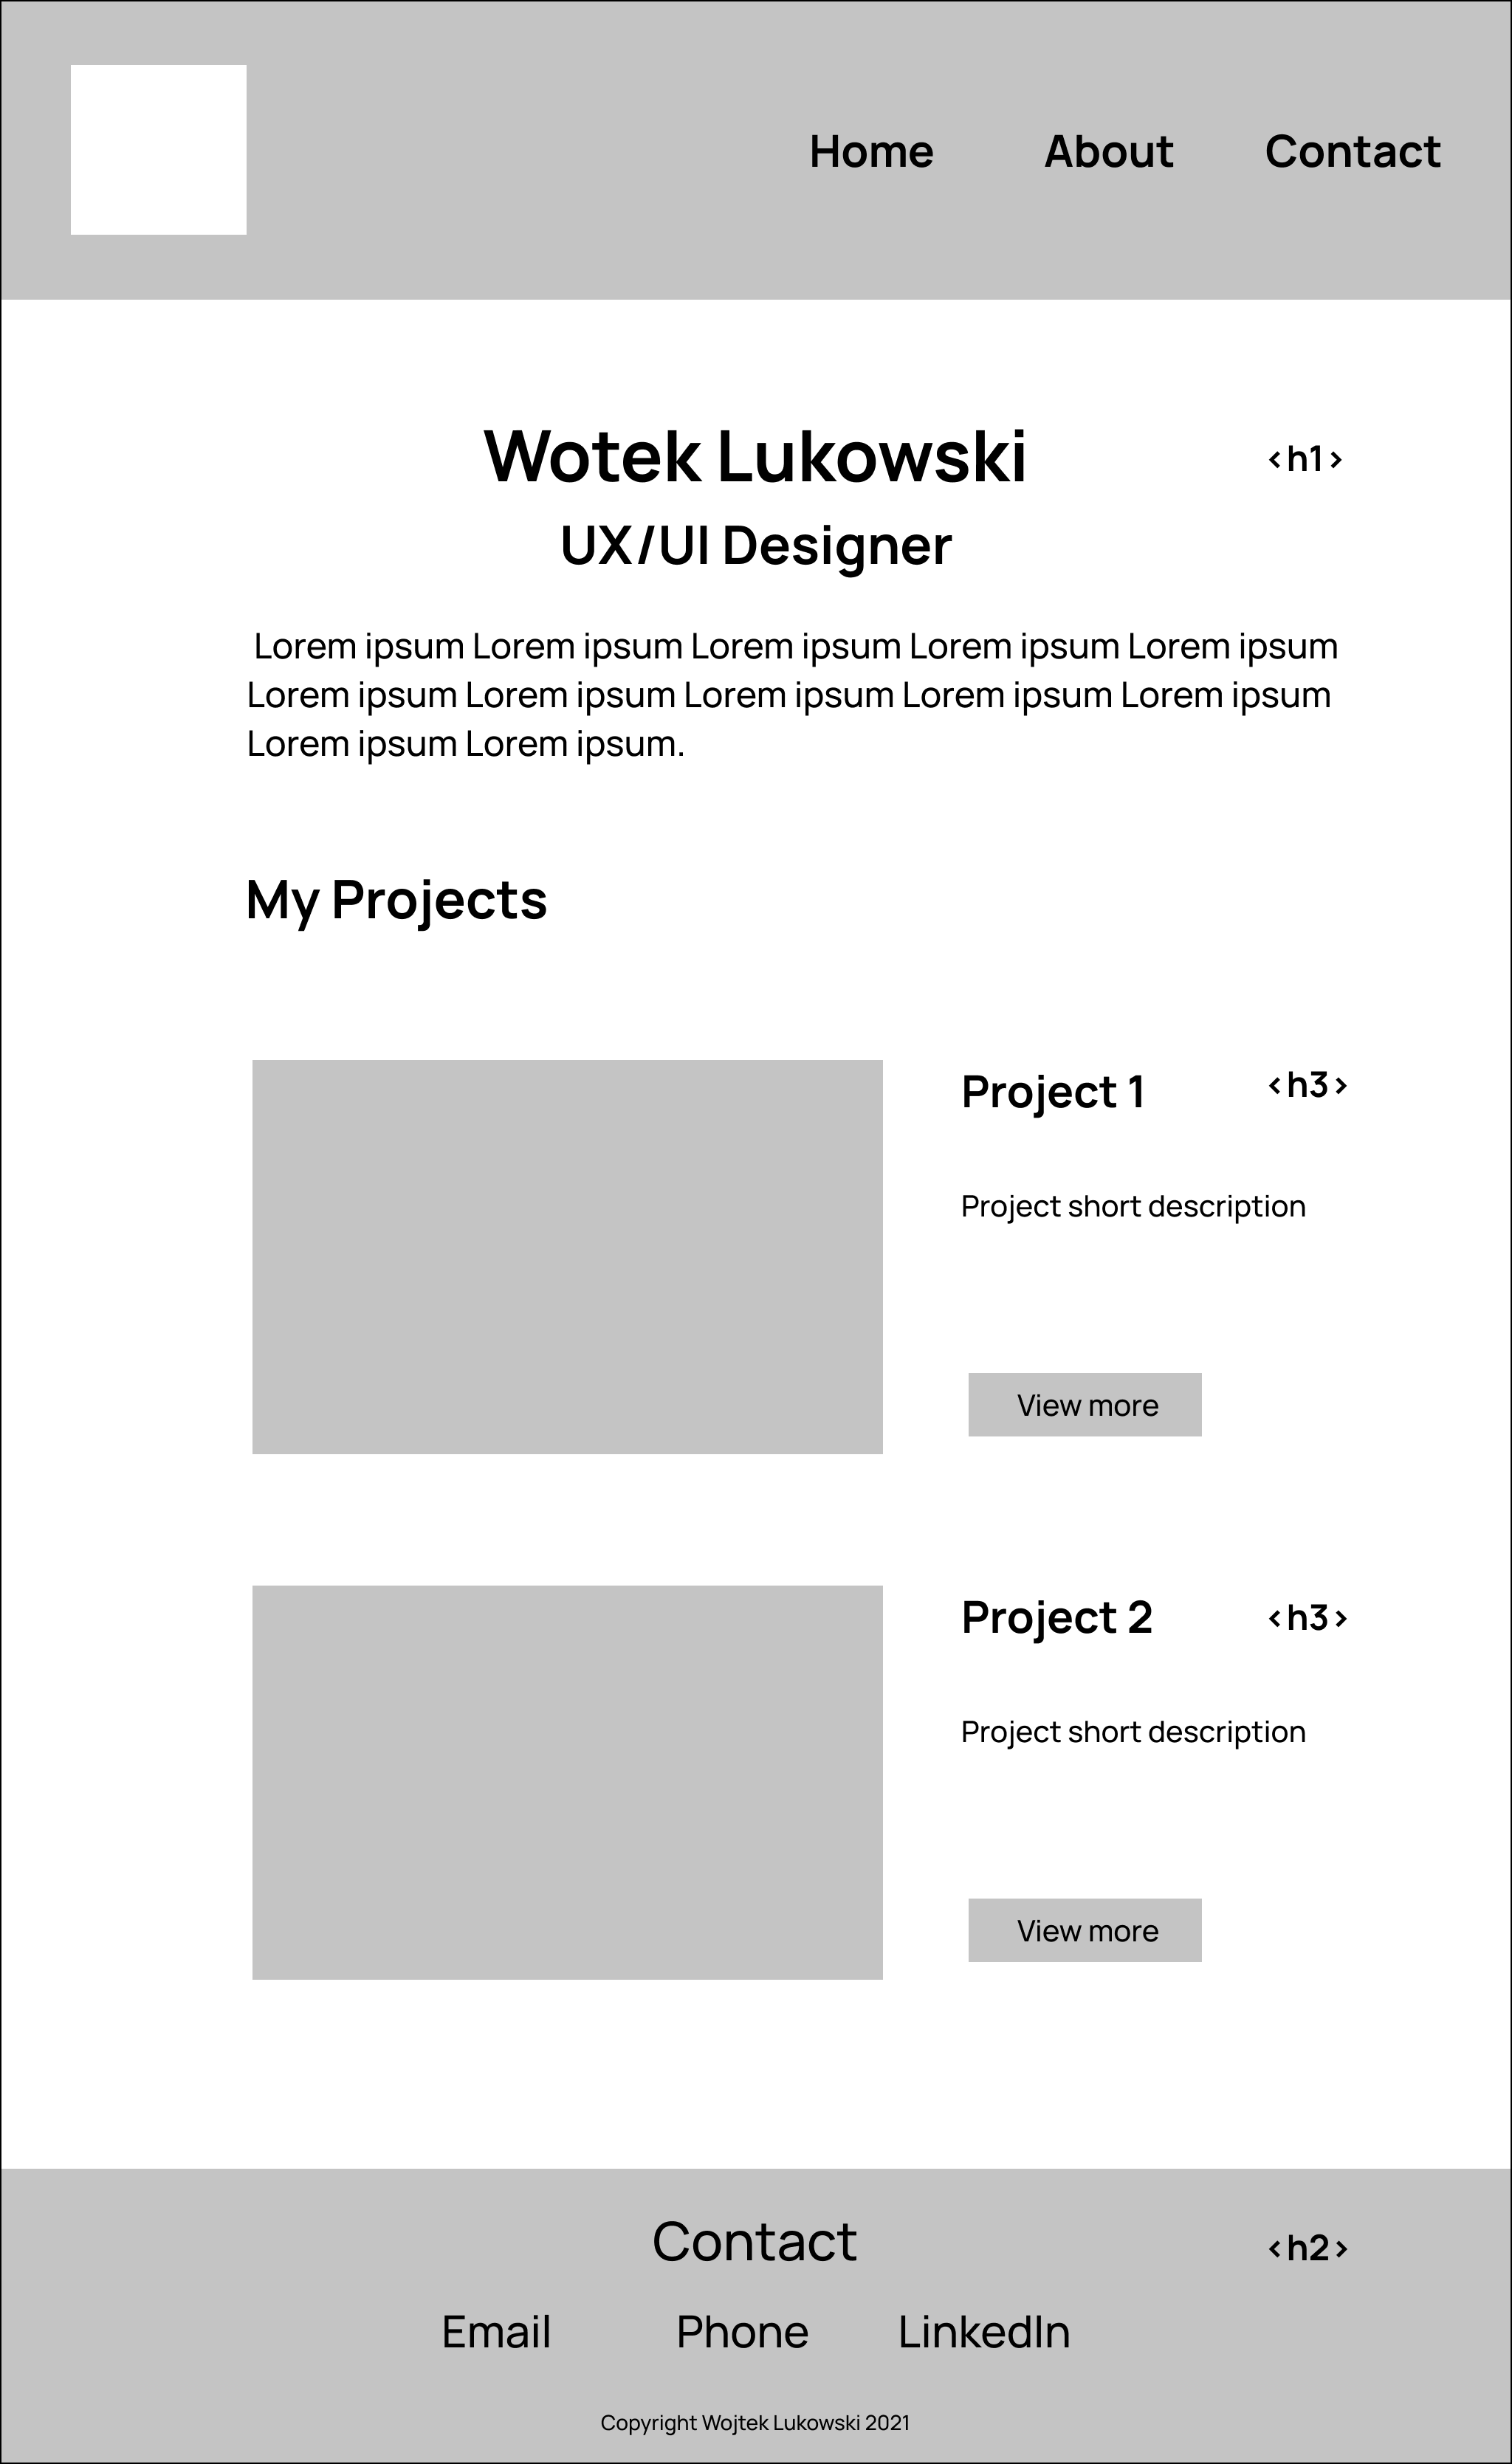 Home About Contact
Wotek Lukowski <h1>
UX/UI Designer
Lorem ipsum Lorem ipsum Lorem ipsum Lorem ipsum Lorem ipsum
Lorem ipsum Lorem ipsum Lorem ipsum Lorem ipsum Lorem ipsum
Lorem ipsum Lorem ipsum.
My Projects
Project 1 <h3>
Project short description
View more
Project 2 <h3>
Project short description
View more
Contact <h2>
Email Phone LinkedIn
Copyright Wojtek Lukowski 2021